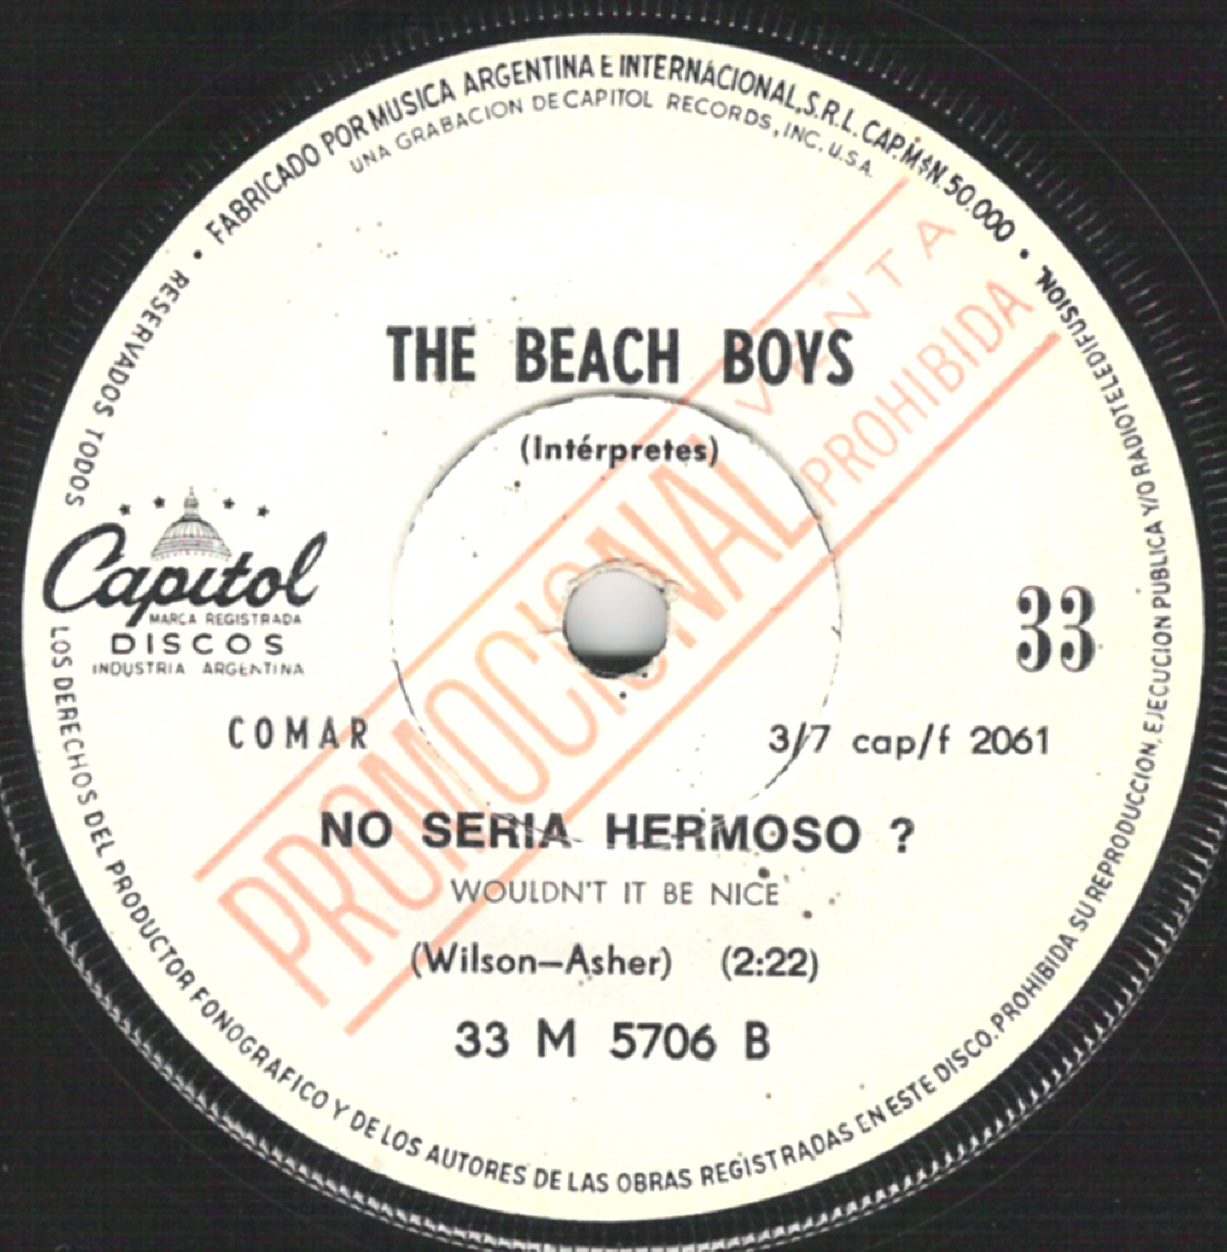 FABRICADO POR MUSICA ARGENTINA E INTERNACIONAL, S.R.L. CAP. M$N. 50.000
UNA GRABACION DE CAPITOL RECORDS, INC. U.S.A.
THE BEACH BOYS
(Intérpretes)
PROMOCIONAL
VENTA
PROHIBIDA
Capitol
MARCA REGISTRADA
DISCOS
INDUSTRIA ARGENTINA
33
COMAR
3/7 cap/f 2061
NO SERIA HERMOSO ?
WOULDN'T IT BE NICE
(Wilson—Asher) (2:22)
33 M 5706 B
RESERVADOS TODOS LOS DERECHOS DEL PRODUCTOR FONOGRAFICO Y DE LOS AUTORES DE LAS OBRAS REGISTRADAS EN ESTE DISCO. PROHIBIDA SU REPRODUCCION, EJECUCION PUBLICA Y/O RADIOTELEDIFUSION.